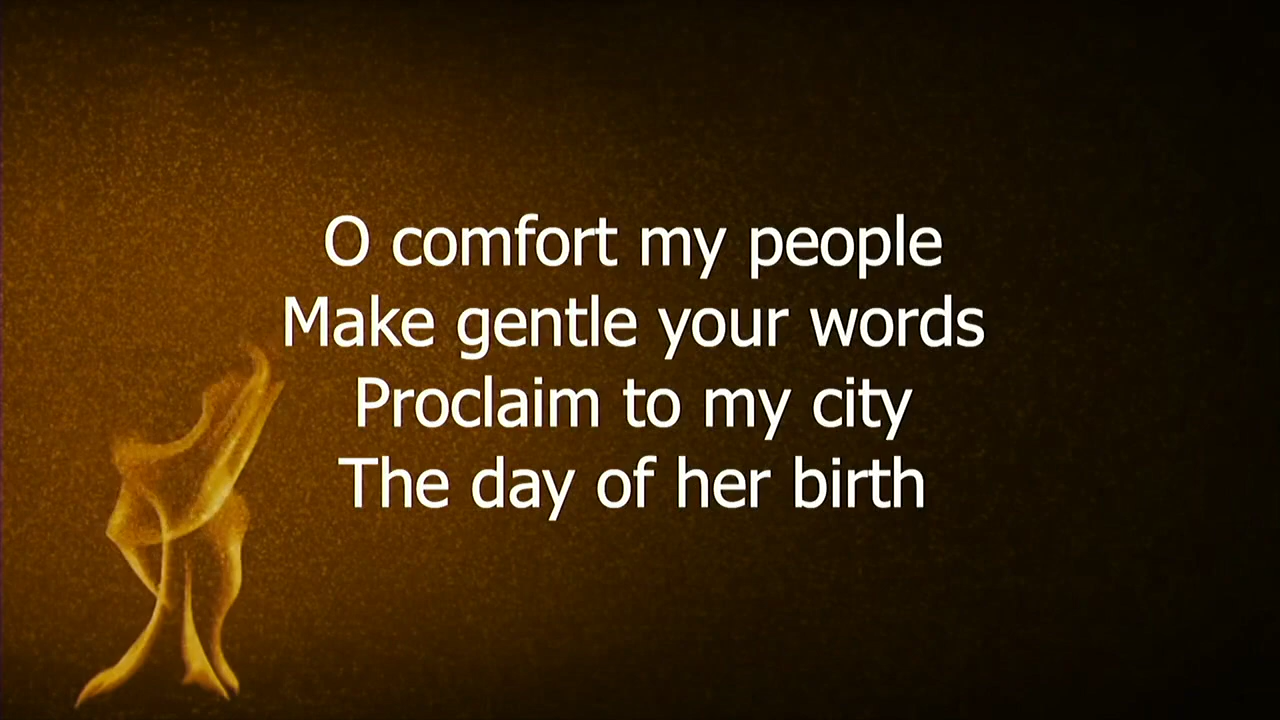 O comfort my people
Make gentle your words
Proclaim to my city
The day of her birth